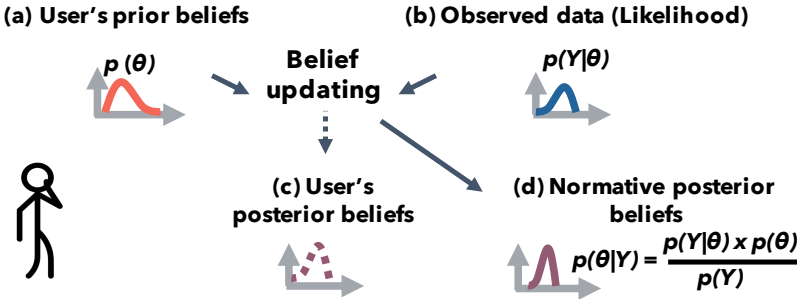 (a) User's prior beliefs
(b) Observed data (Likelihood)
p (θ)
Belief
updating
p(Y|θ)
(c) User's
posterior beliefs
(d) Normative posterior
beliefs
p(θ|Y) = p(Y|θ) x p(θ)
p(Y)